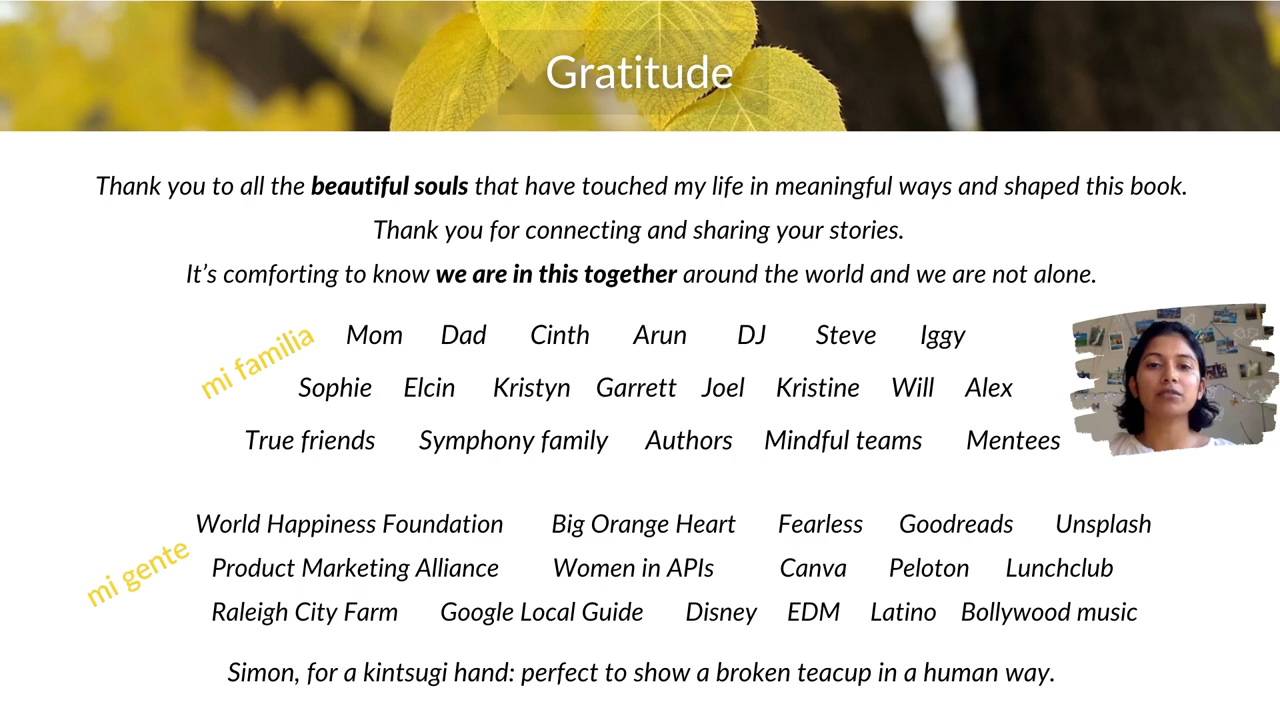 Gratitude
Thank you to all the beautiful souls that have touched my life in meaningful ways and shaped this book.
Thank you for connecting and sharing your stories.
It’s comforting to know we are in this together around the world and we are not alone.
mi familia
Mom Dad Cinth Arun DJ Steve Iggy
Sophie Elcin Kristyn Garrett Joel Kristine Will Alex
True friends Symphony family Authors Mindful teams Mentees
mi gente
World Happiness Foundation Big Orange Heart Fearless Goodreads Unsplash
Product Marketing Alliance Women in APIs Canva Peloton Lunchclub
Raleigh City Farm Google Local Guide Disney EDM Latino Bollywood music
Simon, for a kintsugi hand: perfect to show a broken teacup in a human way.